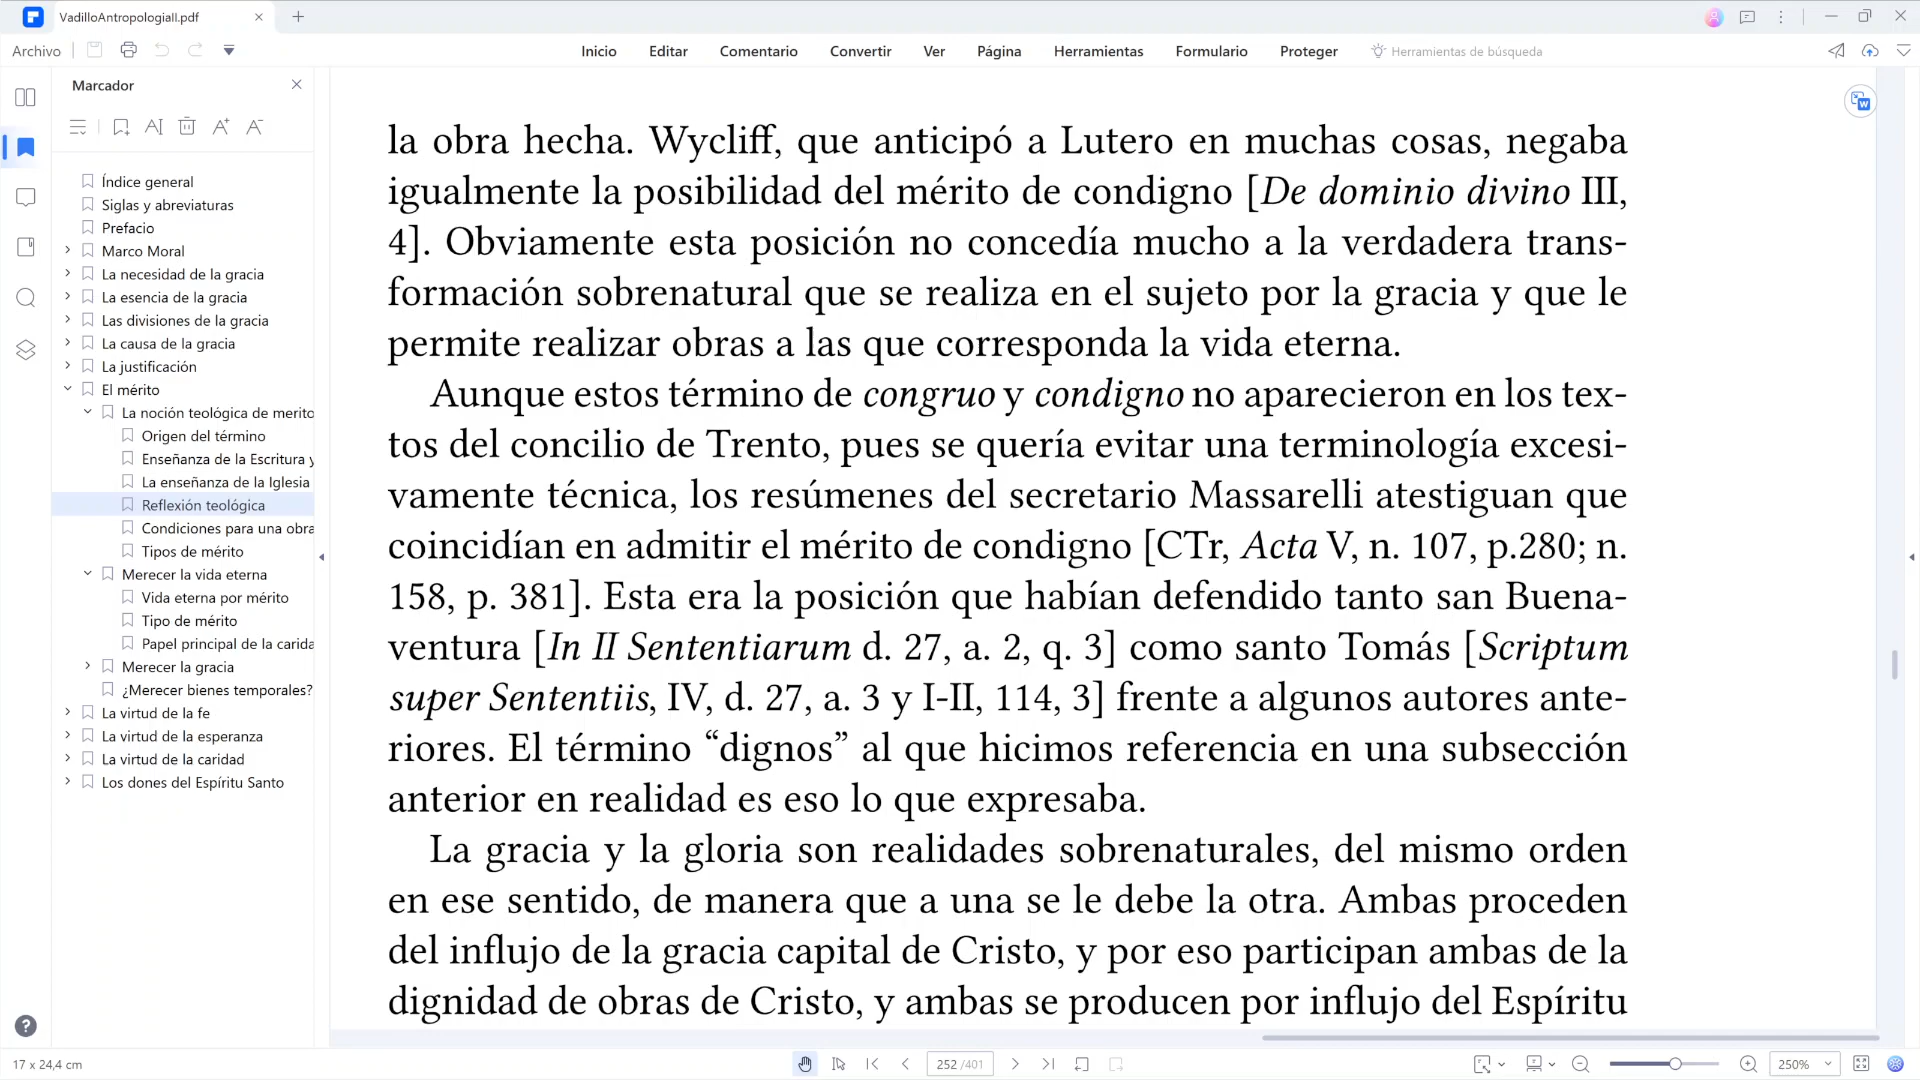 VadilloAntropologiaII.pdf
Archivo
Inicio
Editar
Comentario
Convertir
Ver
Página
Herramientas
Formulario
Proteger
Herramientas de búsqueda
Marcador
Índice general
Siglas y abreviaturas
Prefacio
Marco Moral
La necesidad de la gracia
La esencia de la gracia
Las divisiones de la gracia
La causa de la gracia
La justificación
El mérito
La noción teológica de merito
Origen del término
Enseñanza de la Escritura y
La enseñanza de la Iglesia
Reflexión teológica
Condiciones para una obra
Tipos de mérito
Merecer la vida eterna
Vida eterna por mérito
Tipo de mérito
Papel principal de la carida
Merecer la gracia
¿Merecer bienes temporales?
La virtud de la fe
La virtud de la esperanza
La virtud de la caridad
Los dones del Espíritu Santo
la obra hecha. Wycliff, que anticipó a Lutero en muchas cosas, negaba
igualmente la posibilidad del mérito de condigno [De dominio divino III,
4]. Obviamente esta posición no concedía mucho a la verdadera trans-
formación sobrenatural que se realiza en el sujeto por la gracia y que le
permite realizar obras a las que corresponda la vida eterna.
Aunque estos término de congruo y condigno no aparecieron en los tex-
tos del concilio de Trento, pues se quería evitar una terminología excesi-
vamente técnica, los resúmenes del secretario Massarelli atestiguan que
coincidían en admitir el mérito de condigno [CTr, Acta V, n. 107, p.280; n.
158, p. 381]. Esta era la posición que habían defendido tanto san Buena-
ventura [In II Sententiarum d. 27, a. 2, q. 3] como santo Tomás [Scriptum
super Sententiis, IV, d. 27, a. 3 y I-II, 114, 3] frente a algunos autores ante-
riores. El término “dignos” al que hicimos referencia en una subsección
anterior en realidad es eso lo que expresaba.
La gracia y la gloria son realidades sobrenaturales, del mismo orden
en ese sentido, de manera que a una se le debe la otra. Ambas proceden
del influjo de la gracia capital de Cristo, y por eso participan ambas de la
dignidad de obras de Cristo, y ambas se producen por influjo del Espíritu
17 x 24,4 cm
252 /401
250%